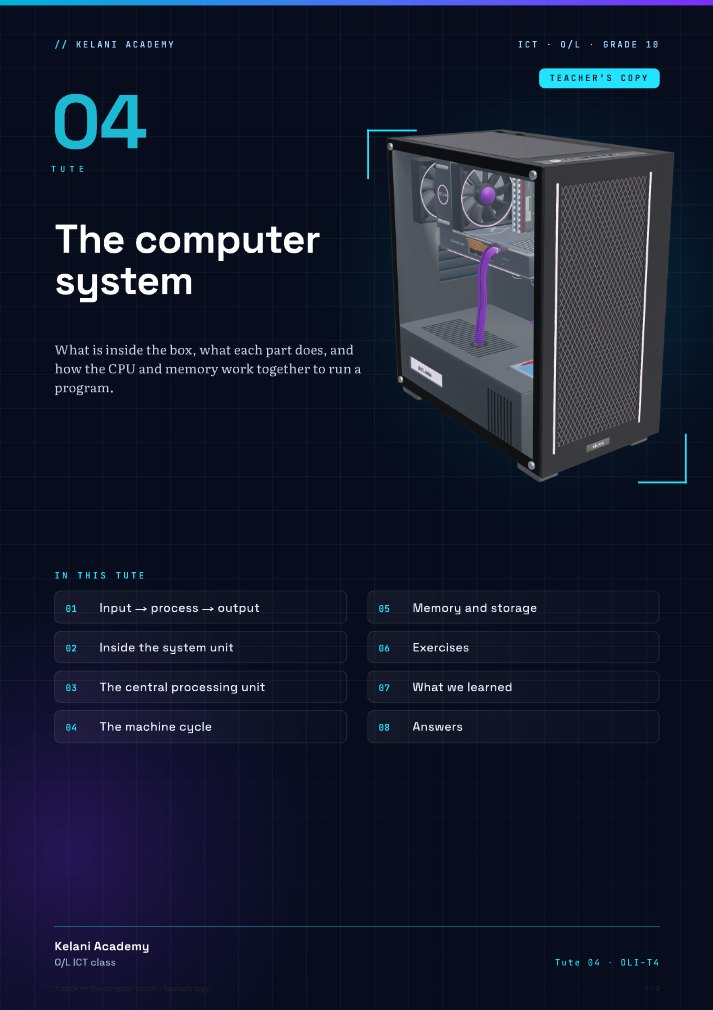 // KELANI ACADEMY
ICT · O/L · GRADE 10
TEACHER'S COPY
04
TUTE
The computer
system
What is inside the box, what each part does, and
how the CPU and memory work together to run a
program.
IN THIS TUTE
01 Input → process → output
02 Inside the system unit
03 The central processing unit
04 The machine cycle
05 Memory and storage
06 Exercises
07 What we learned
08 Answers
Kelani Academy
O/L ICT class
Tute 04 · OLI-T4